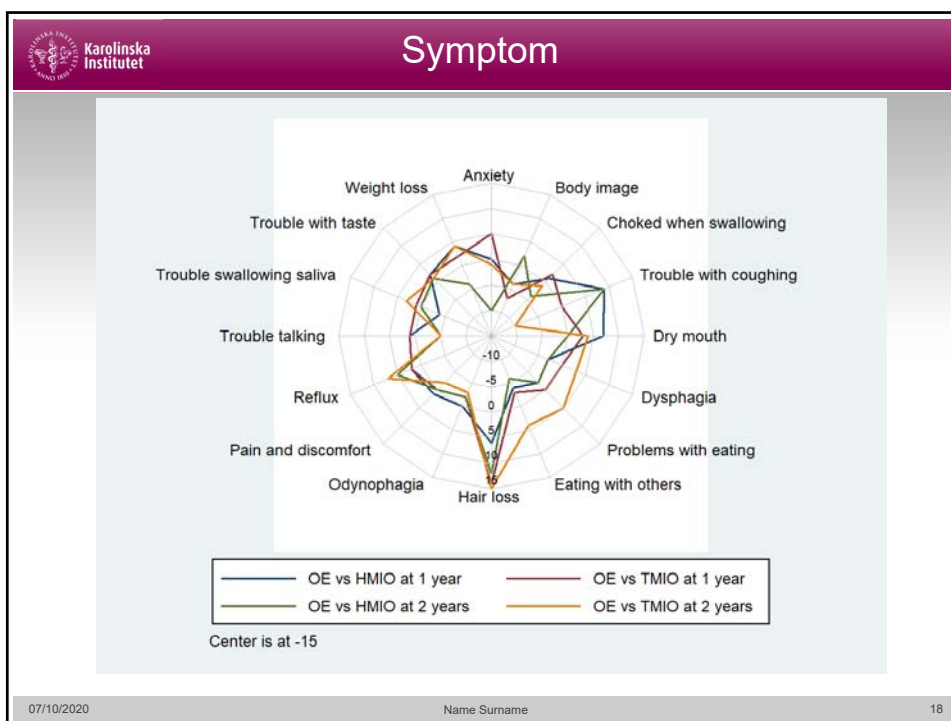 Karolinska
Institutet
Symptom
Anxiety
Weight loss
Body image
Trouble with taste
Choked when swallowing
Trouble swallowing saliva
Trouble with coughing
Trouble talking
Dry mouth
Reflux
Dysphagia
Pain and discomfort
Problems with eating
Odynophagia
Eating with others
Hair loss
-10
-5
0
5
10
15
OE vs HMIO at 1 year
OE vs TMIO at 1 year
OE vs HMIO at 2 years
OE vs TMIO at 2 years
Center is at -15
07/10/2020
Name Surname
18